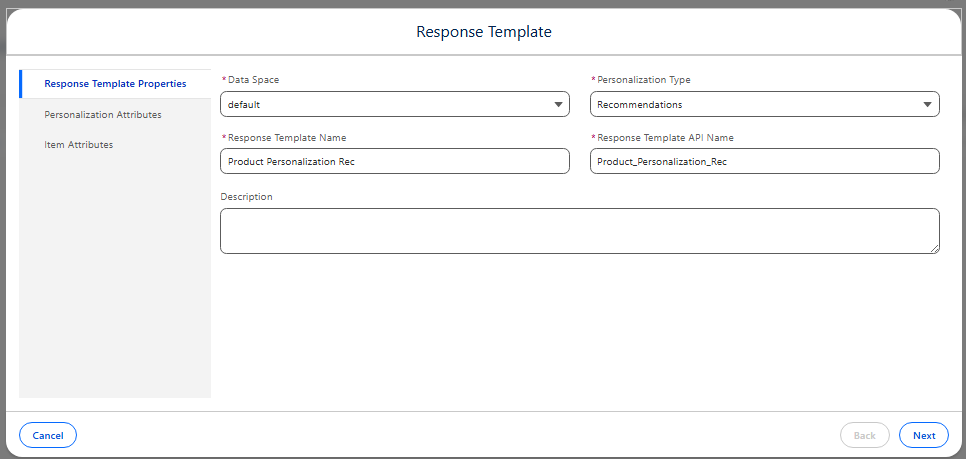 Response Template
Response Template Properties
Personalization Attributes
Item Attributes
*Data Space
default
*Personalization Type
Recommendations
*Response Template Name
Product Personalization Rec
*Response Template API Name
Product_Personalization_Rec
Description
Cancel
Back
Next